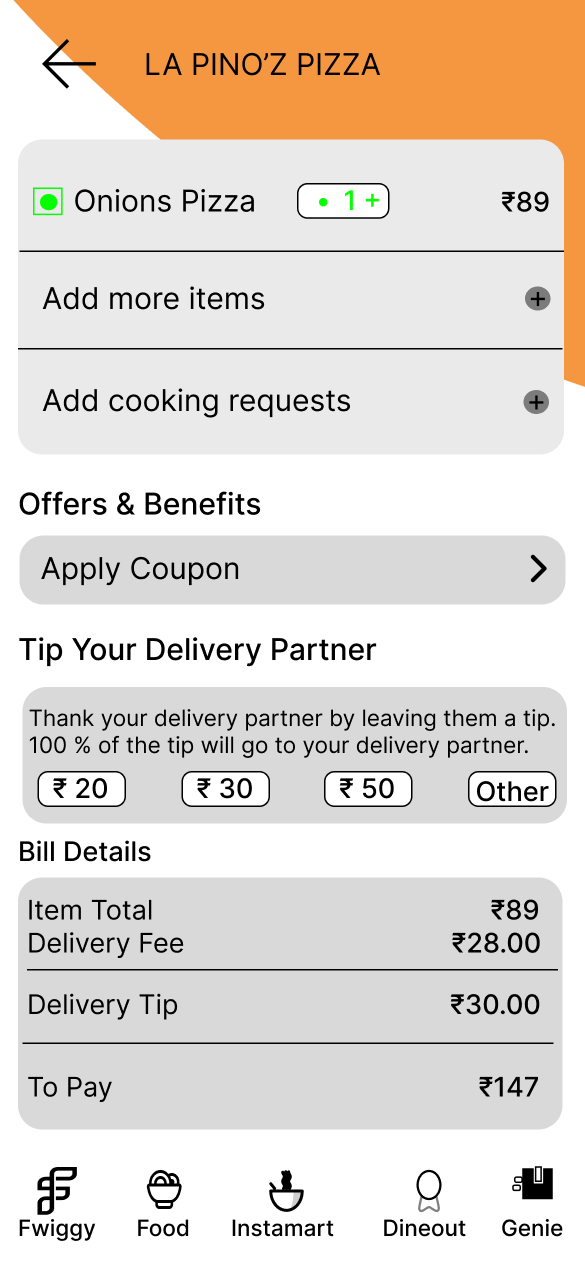 LA PINO’Z PIZZA
Onions Pizza • 1 + ₹89
Add more items +
Add cooking requests +
Offers & Benefits
Apply Coupon
Tip Your Delivery Partner
Thank your delivery partner by leaving them a tip.
100 % of the tip will go to your delivery partner.
₹ 20 ₹ 30 ₹ 50 Other
Bill Details
Item Total ₹89
Delivery Fee ₹28.00
Delivery Tip ₹30.00
To Pay ₹147
Fwiggy Food Instamart Dineout Genie